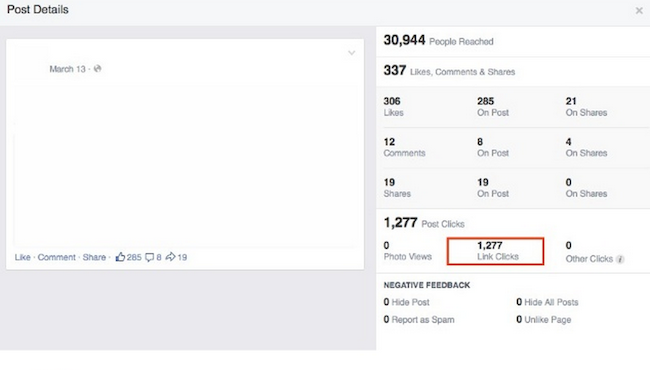 Post Details
March 13 ·
Like · Comment · Share · 285 8 19
30,944 People Reached
337 Likes, Comments & Shares
306 285 21
Likes On Post On Shares
12 8 4
Comments On Post On Shares
19 19 0
Shares On Post On Shares
1,277 Post Clicks
0 1,277 0
Photo Views Link Clicks Other Clicks i
NEGATIVE FEEDBACK
0 Hide Post 0 Hide All Posts
0 Report as Spam 0 Unlike Page